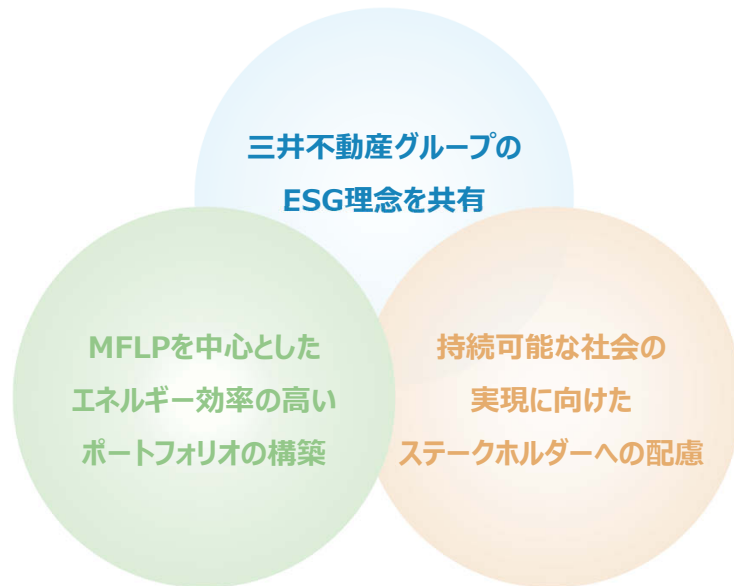 三井不動産グループの
ESG理念を共有
MFLPを中心とした
エネルギー効率の高い
ポートフォリオの構築
持続可能な社会の
実現に向けた
ステークホルダーへの配慮